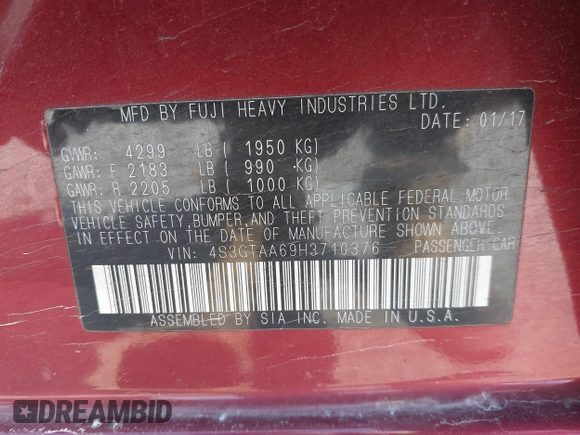 MFD BY FUJI HEAVY INDUSTRIES LTD.
DATE: 01/17
GVWR: 4299 LB ( 1950 KG)
GAWR: F 2183 LB ( 990 KG)
GAWR: R 2205 LB ( 1000 KG)
THIS VEHICLE CONFORMS TO ALL APPLICABLE FEDERAL MOTOR
VEHICLE SAFETY, BUMPER, AND THEFT PREVENTION STANDARDS
IN EFFECT ON THE DATE OF MANUFACTURE SHOWN ABOVE.
VIN: 4S3GTAA69H3710376 PASSENGER CAR
ASSEMBLED BY SIA INC. MADE IN U.S.A.
DREAMBID